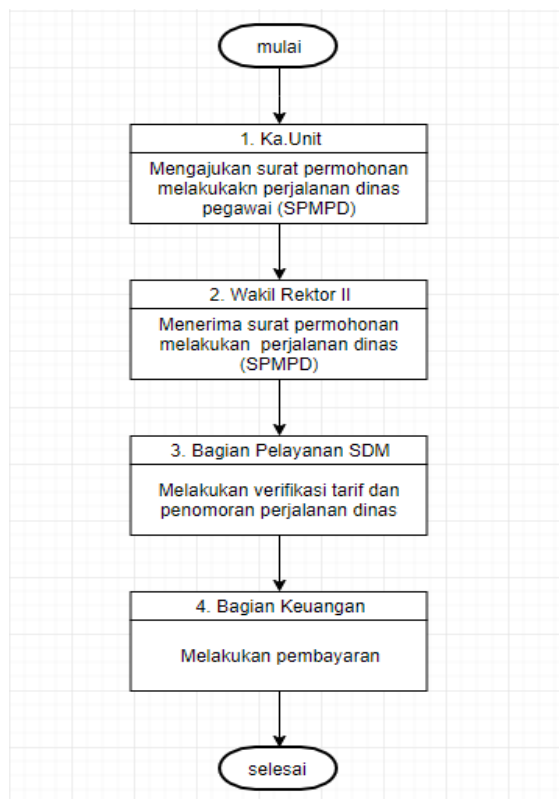 mulai
1. Ka.Unit
Mengajukan surat permohonan
melakukakn perjalanan dinas
pegawai (SPMPD)
2. Wakil Rektor II
Menerima surat permohonan
melakukan perjalanan dinas
(SPMPD)
3. Bagian Pelayanan SDM
Melakukan verifikasi tarif dan
penomoran perjalanan dinas
4. Bagian Keuangan
Melakukan pembayaran
selesai